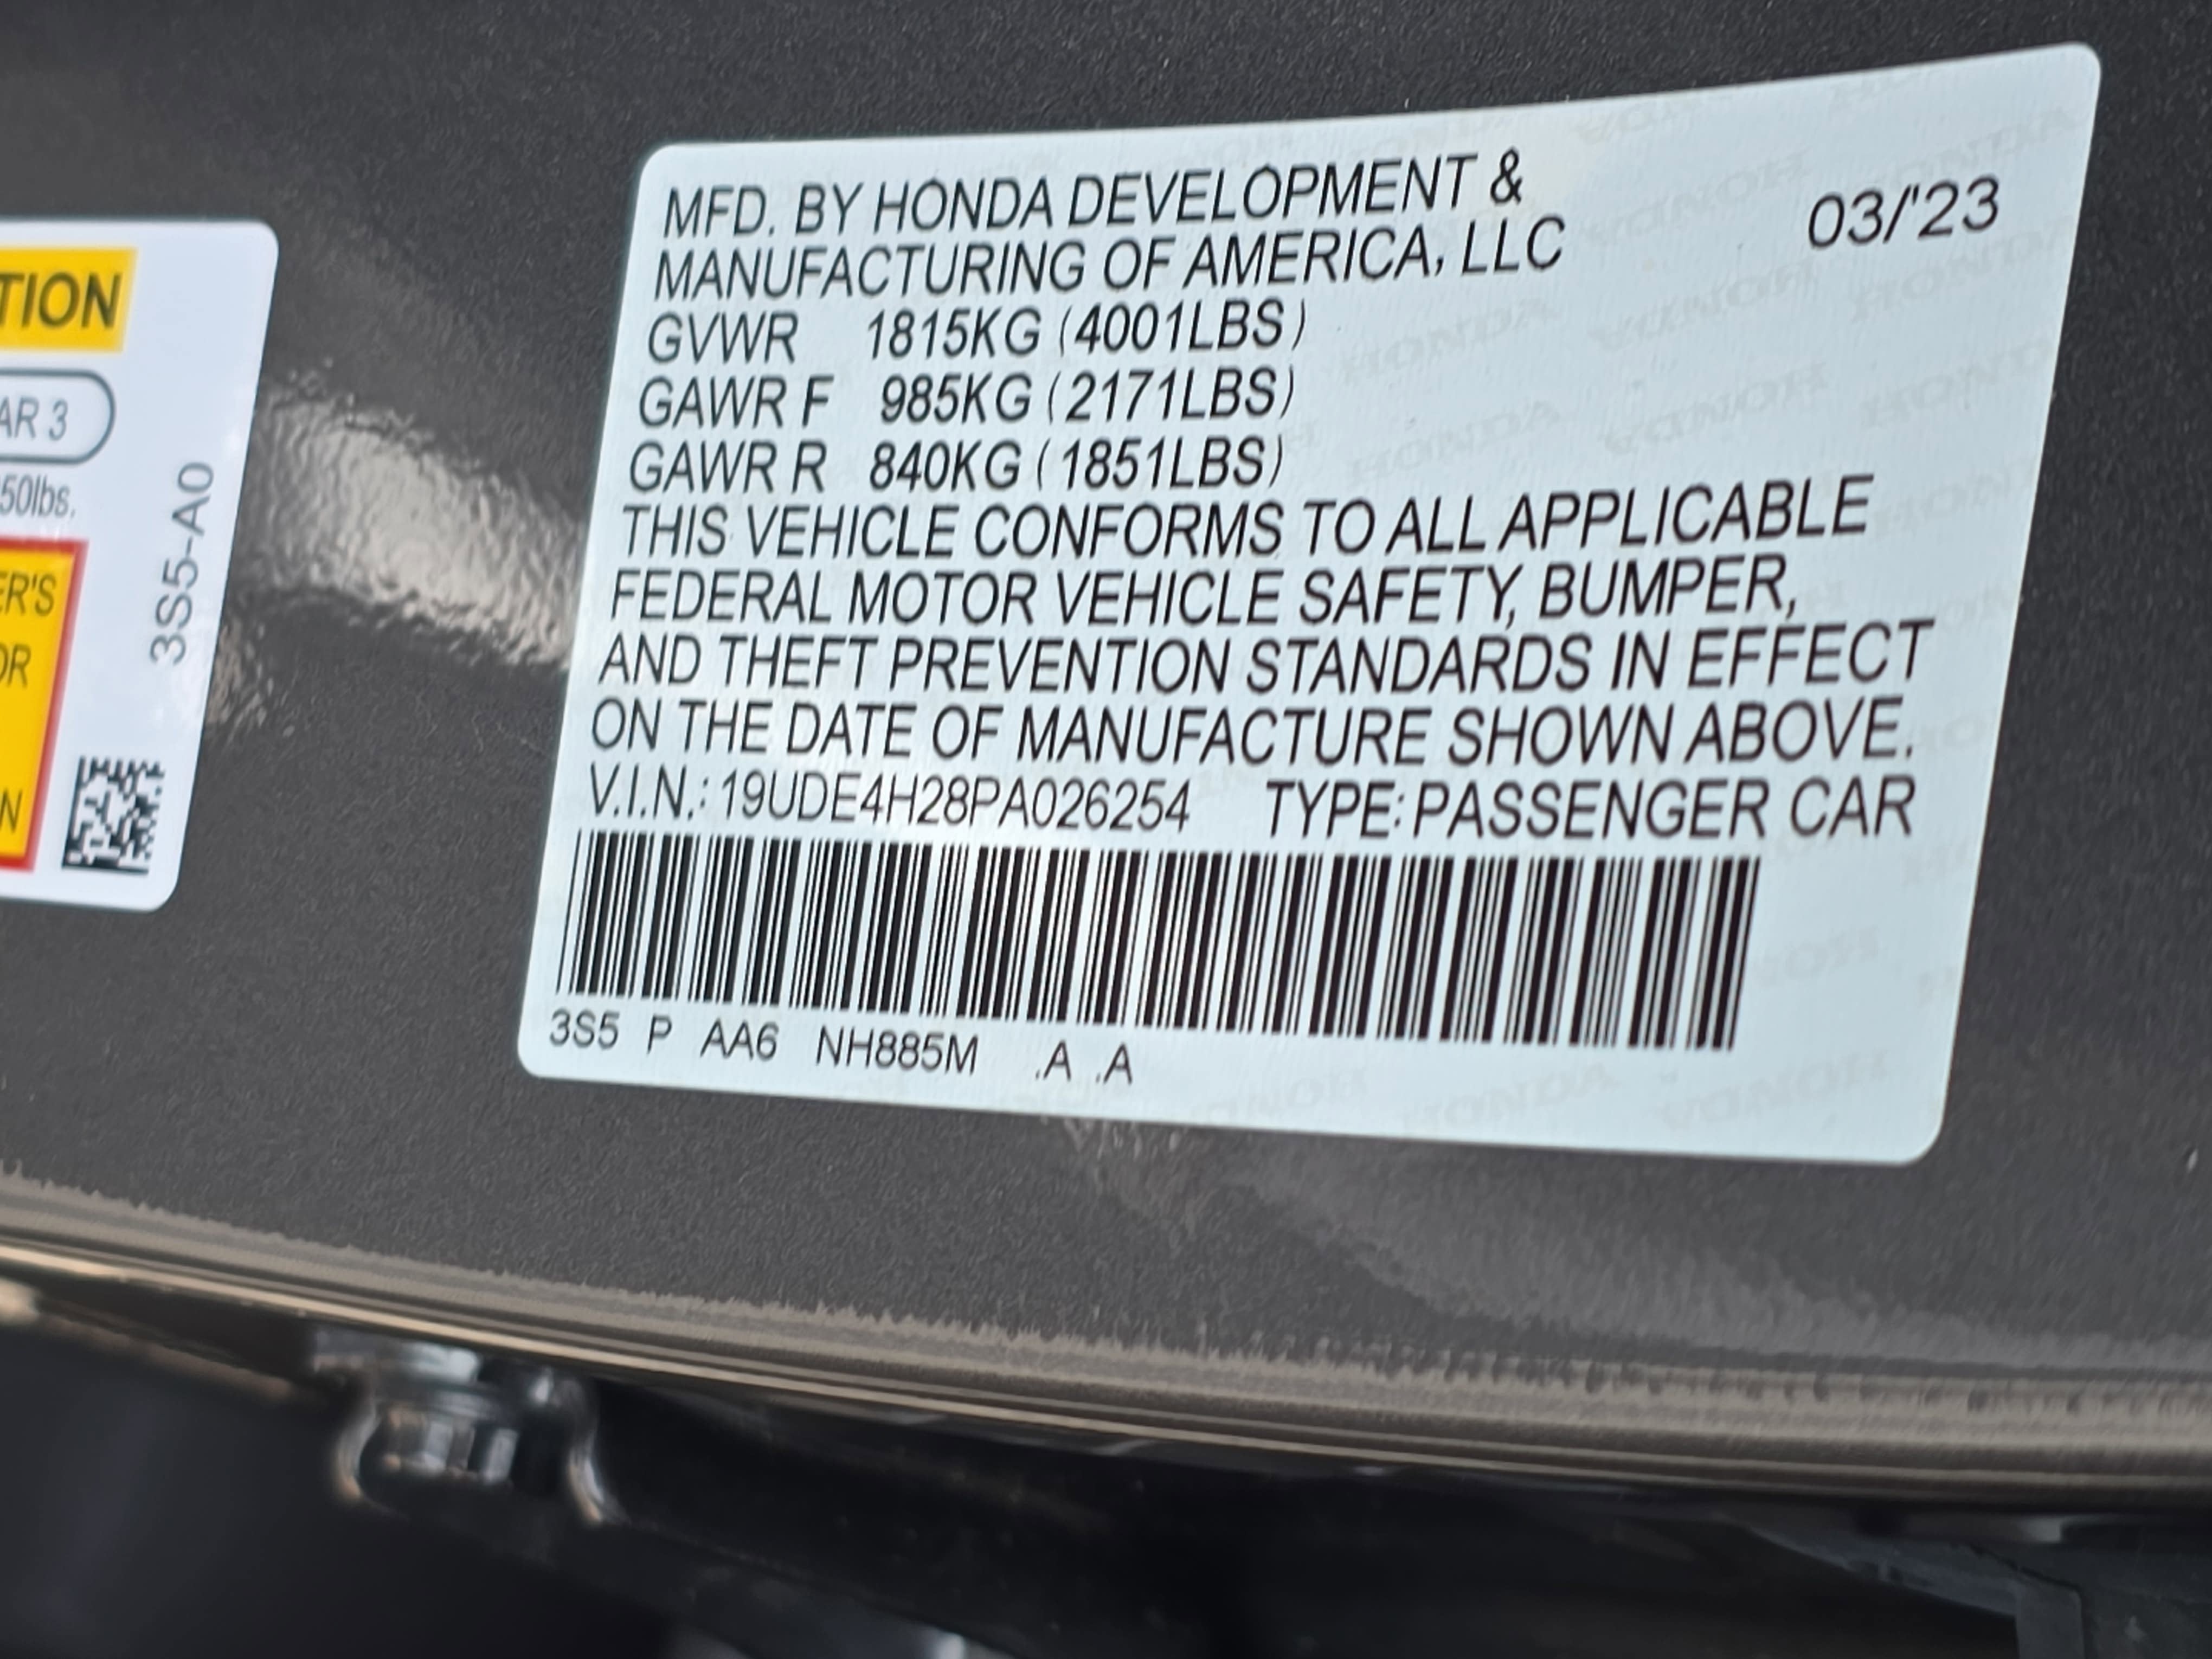 TION
AR 3
50lbs.
ER'S
OR
N
3S5-A0
MFD. BY HONDA DEVELOPMENT &
MANUFACTURING OF AMERICA, LLC
03/'23
GVWR 1815KG (4001LBS)
GAWR F 985KG (2171LBS)
GAWR R 840KG (1851LBS)
THIS VEHICLE CONFORMS TO ALL APPLICABLE
FEDERAL MOTOR VEHICLE SAFETY, BUMPER,
AND THEFT PREVENTION STANDARDS IN EFFECT
ON THE DATE OF MANUFACTURE SHOWN ABOVE.
V.I.N.: 19UDE4H28PA026254 TYPE: PASSENGER CAR
3S5 P AA6 NH885M .A .A